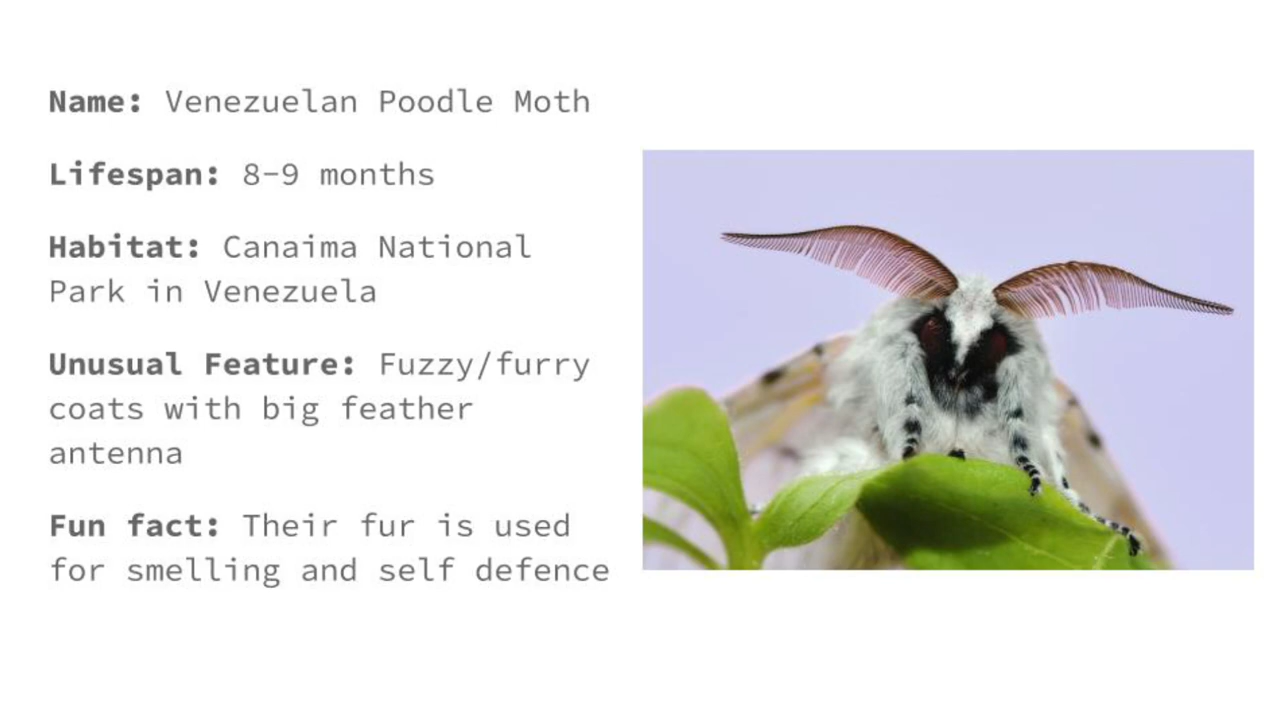 Name: Venezuelan Poodle Moth
Lifespan: 8-9 months
Habitat: Canaima National
Park in Venezuela
Unusual Feature: Fuzzy/furry
coats with big feather
antenna
Fun fact: Their fur is used
for smelling and self defence